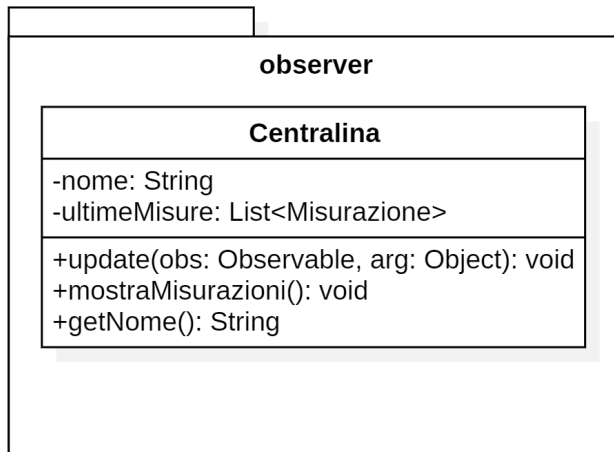 observer
Centralina
-nome: String
-ultimeMisure: List<Misurazione>
+update(obs: Observable, arg: Object): void
+mostraMisurazioni(): void
+getNome(): String